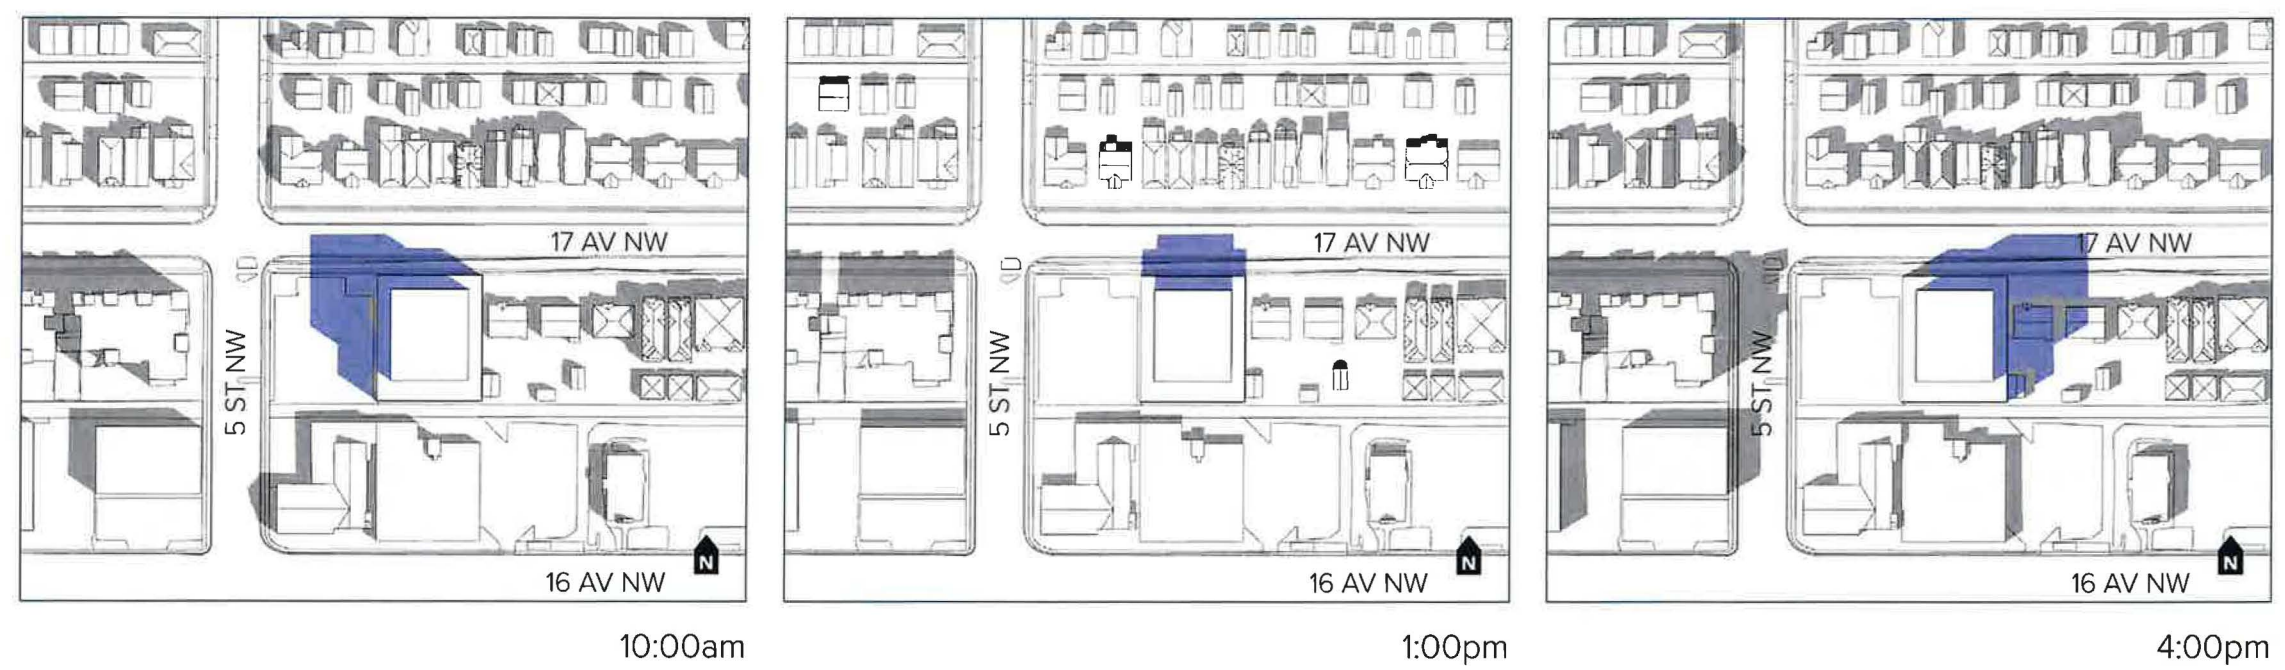 17 AV NW
5 ST NW
16 AV NW
N
10:00am
17 AV NW
5 ST NW
16 AV NW
N
1:00pm
17 AV NW
5 ST NW
16 AV NW
N
4:00pm